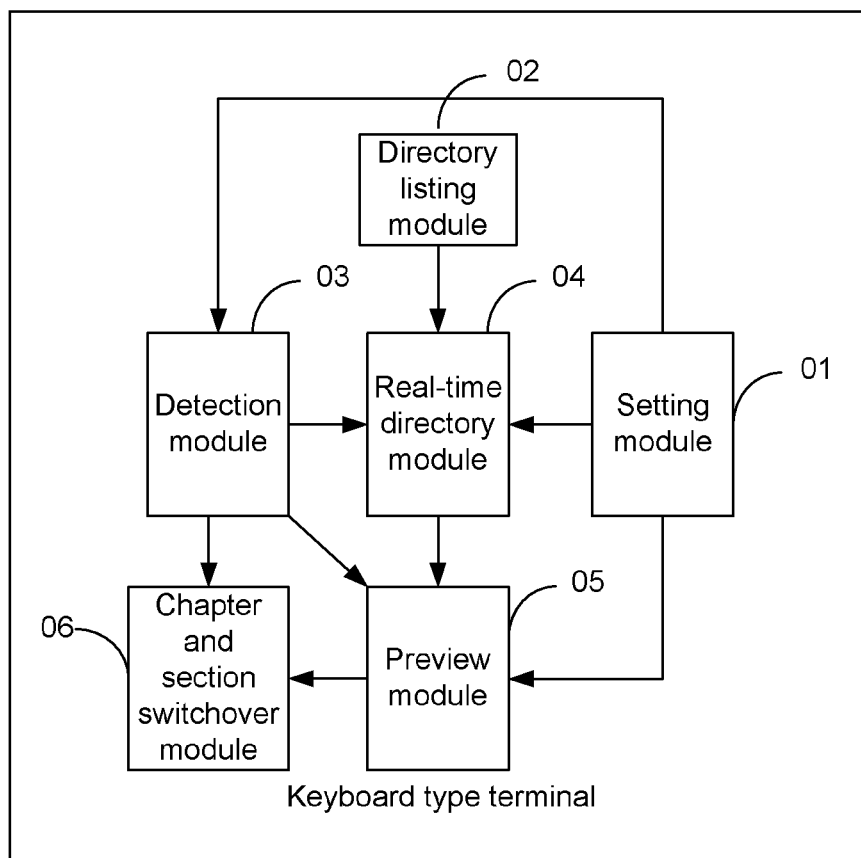 02
Directory
listing
module
03
04
Detection
module
Real-time
directory
module
Setting
module
01
06
Chapter
and
section
switchover
module
05
Preview
module
Keyboard type terminal